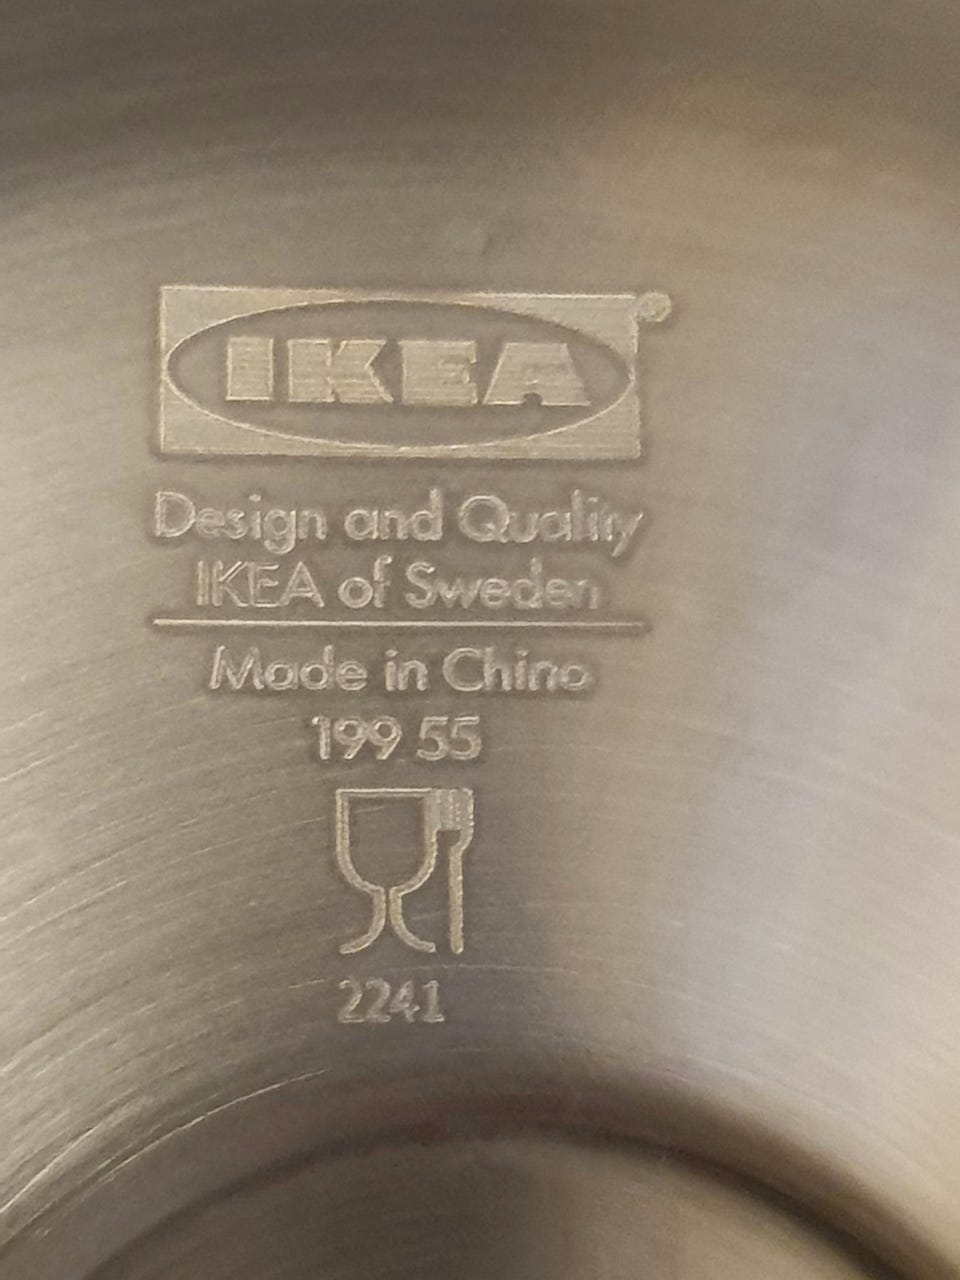 IKEA®
Design and Quality
IKEA of Sweden
Made in China
199 55
2241